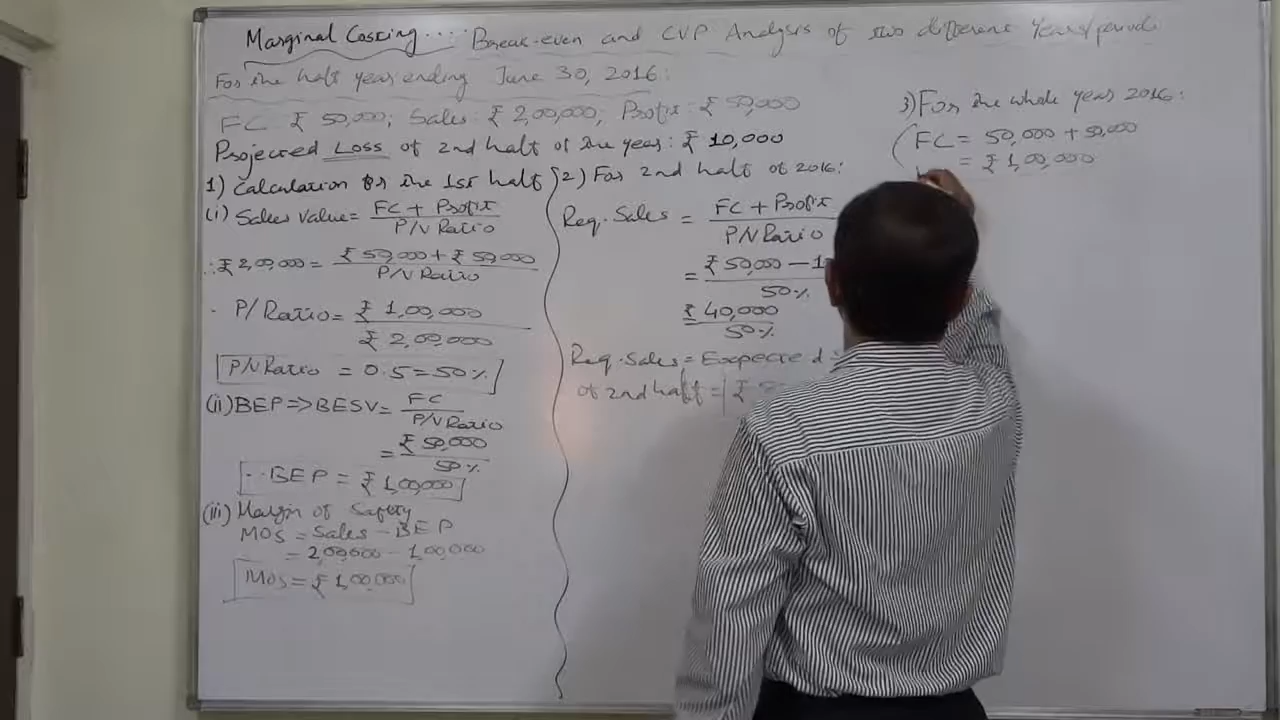 Marginal Costing.... Break-even and CVP Analysis of two different Years/periods
For the half year ending June 30, 2016:
FC: ₹ 50,000; Sales: ₹ 2,00,000; Profit: ₹ 50,000
Projected Loss of 2nd half of the year: ₹ 10,000
1) Calculation for the 1st half
(i) Sales Value = FC + Profit / P/V Ratio
∴ ₹ 2,00,000 = ₹ 50,000 + ₹ 50,000 / P/V Ratio
P/Ratio = ₹ 1,00,000 / ₹ 2,00,000
P/V Ratio = 0.5 = 50%
(ii) BEP => BESV = FC / P/V Ratio
= ₹ 50,000 / 50%
∴ BEP = ₹ 1,00,000
(iii) Margin of Safety
MOS = Sales - BEP
= 2,00,000 - 1,00,000
MOS = ₹ 1,00,000
2) For 2nd half of 2016:
Req. Sales = FC + Profit / P/V Ratio
= ₹ 50,000 - 1 / 50%
₹ 40,000 / 50%
Req. Sales = Expected
of 2nd half = ₹
3) For the whole year 2016:
FC = 50,000 + 50,000
= ₹ 1,00,000